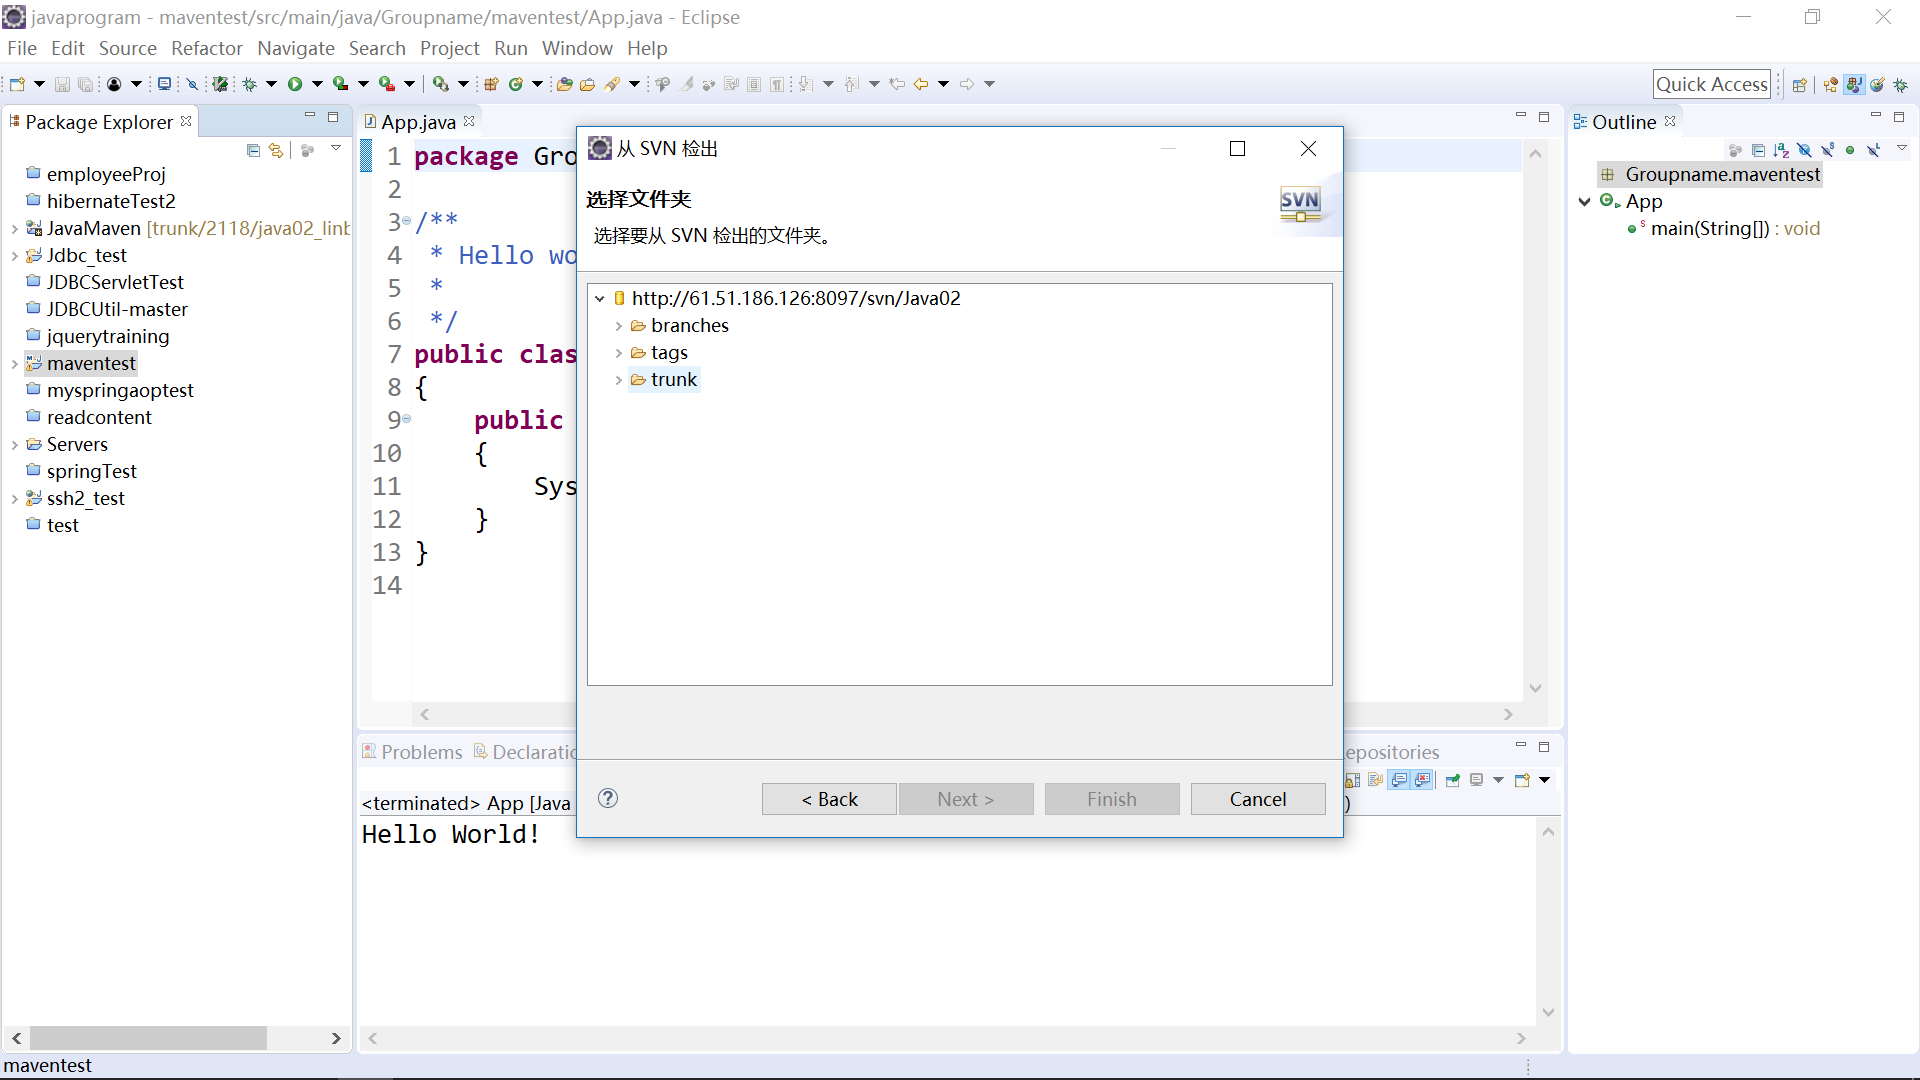 javaprogram - maventest/src/main/java/Groupname/maventest/App.java - Eclipse
File Edit Source Refactor Navigate Search Project Run Window Help
Quick Access
Package Explorer
employeeProj
hibernateTest2
JavaMaven [trunk/2118/java02_linb
Jdbc_test
JDBCServletTest
JDBCUtil-master
jquerytraining
maventest
myspringaoptest
readcontent
Servers
springTest
ssh2_test
test
App.java
1 package Gro
2
3 /**
4 * Hello wo
5 *
6 */
7 public clas
8 {
9 public
10 {
11 Sys
12 }
13 }
14
从 SVN 检出
选择文件夹
选择要从 SVN 检出的文件夹。
SVN
http://61.51.186.126:8097/svn/Java02
branches
tags
trunk
< Back Next > Finish Cancel
Outline
Groupname.maventest
App
main(String[]) : void
Problems Declaratio epositories
<terminated> App [Java )
Hello World!
maventest